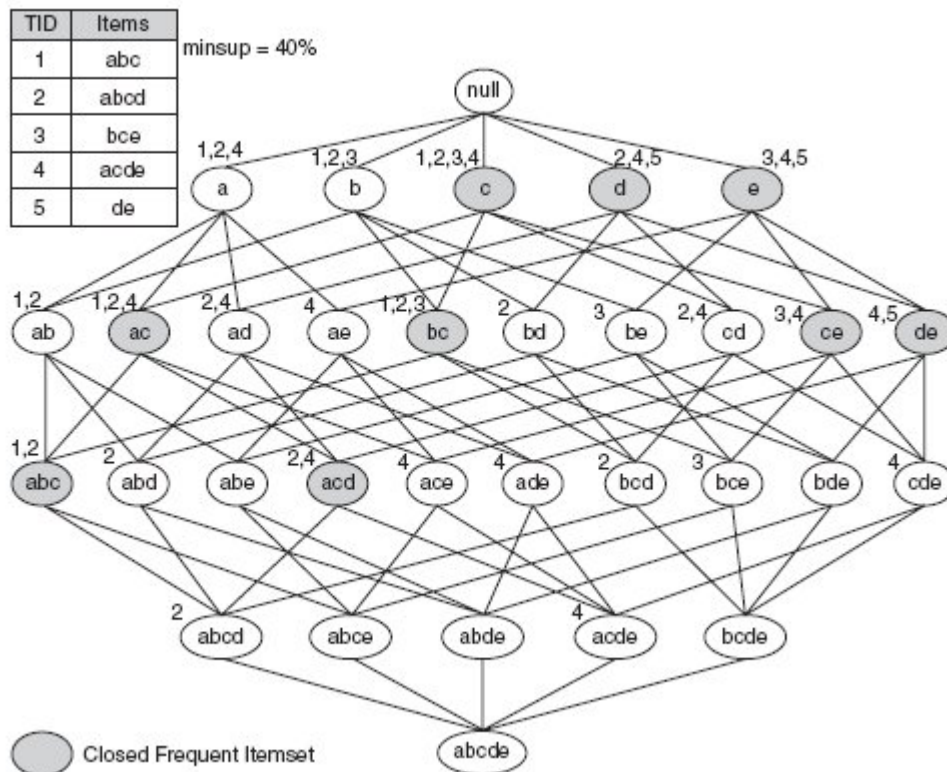 TID Items
1 abc
2 abcd
3 bce
4 acde
5 de
minsup = 40%
null
1,2,4 1,2,3 1,2,3,4 2,4,5 3,4,5
a b c d e
1,2 1,2,4 2,4 4 1,2,3 2 3 2,4 3,4 4,5
ab ac ad ae bc bd be cd ce de
1,2 2 2,4 4 4 2 3 4
abc abd abe acd ace ade bcd bce bde cde
2 4
abcd abce abde acde bcde
abcde
Closed Frequent Itemset